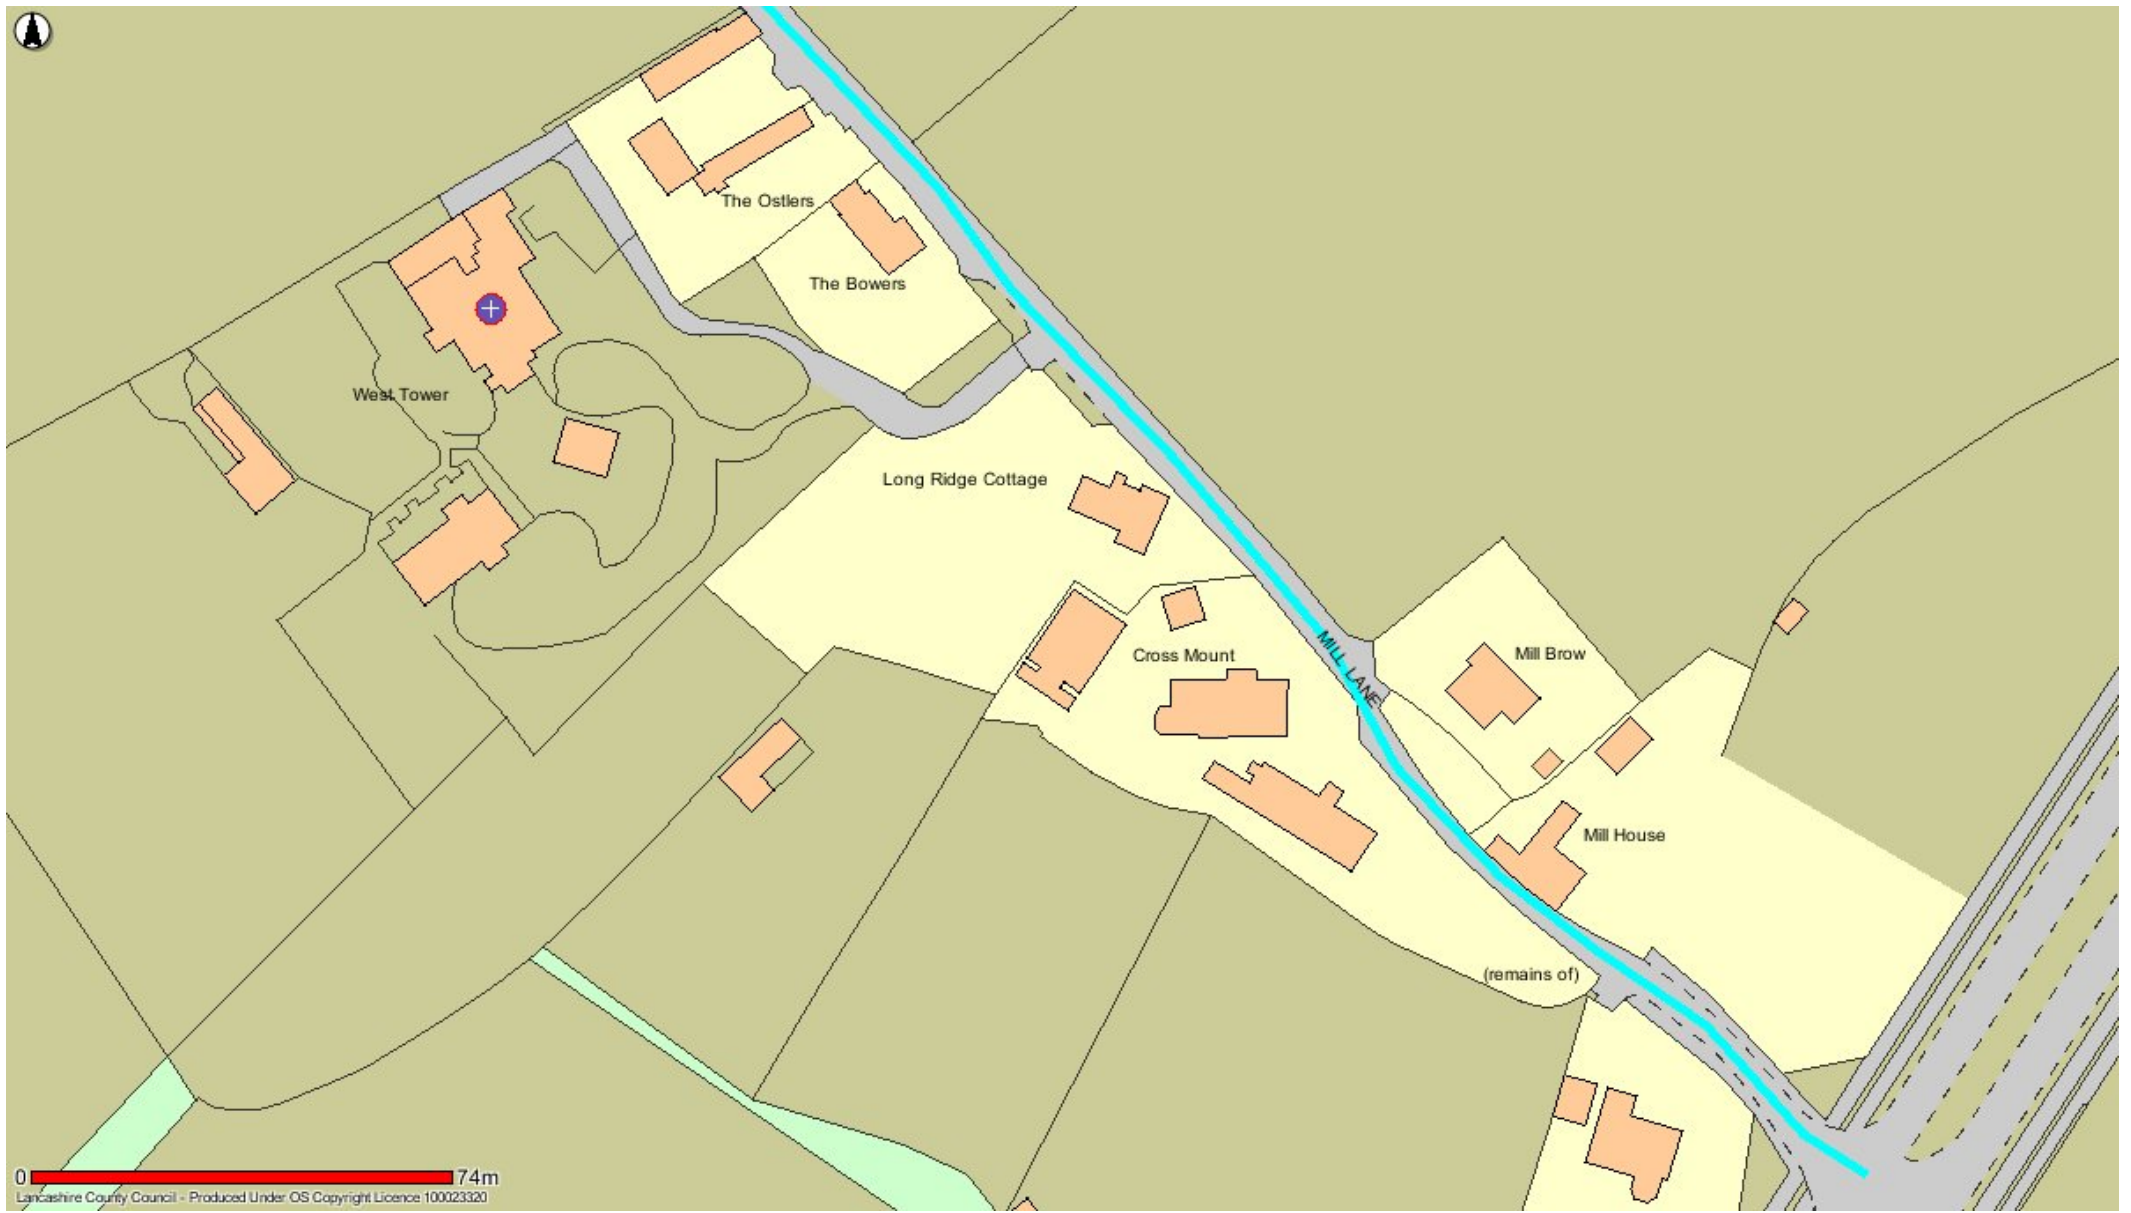 The Ostlers
The Bowers
West Tower
Long Ridge Cottage
MILL LANE
Mill Brow
Cross Mount
Mill House
(remains of)
0 74m
Lancashire County Council - Produced Under OS Copyright Licence 100023320